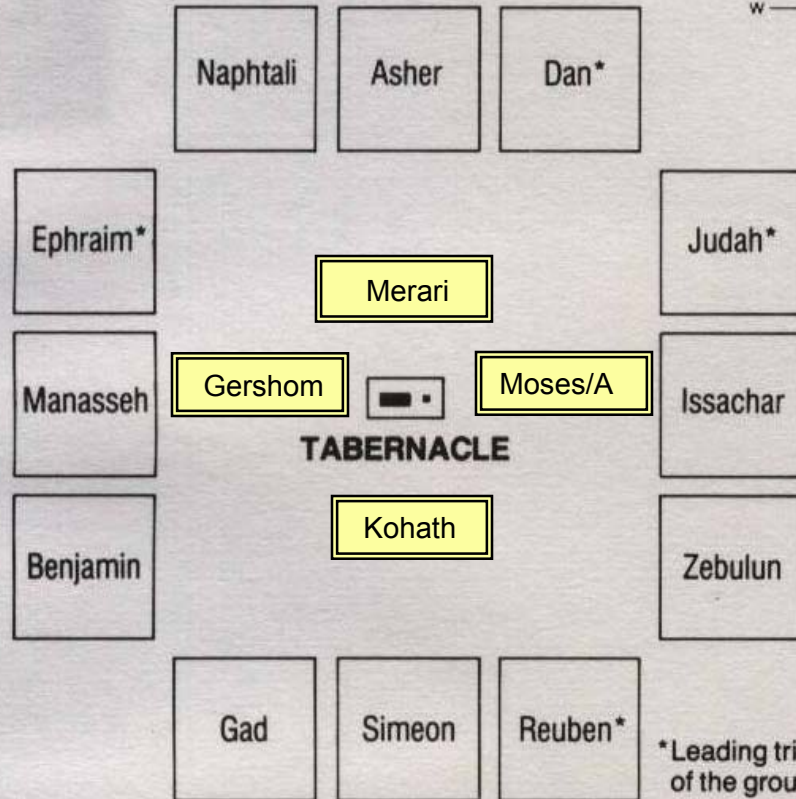 W
Naphtali Asher Dan*
Ephraim* Judah*
Merari
Gershom Moses/A
Manasseh Issachar
TABERNACLE
Kohath
Benjamin Zebulun
Gad Simeon Reuben*
*Leading tri
of the grou